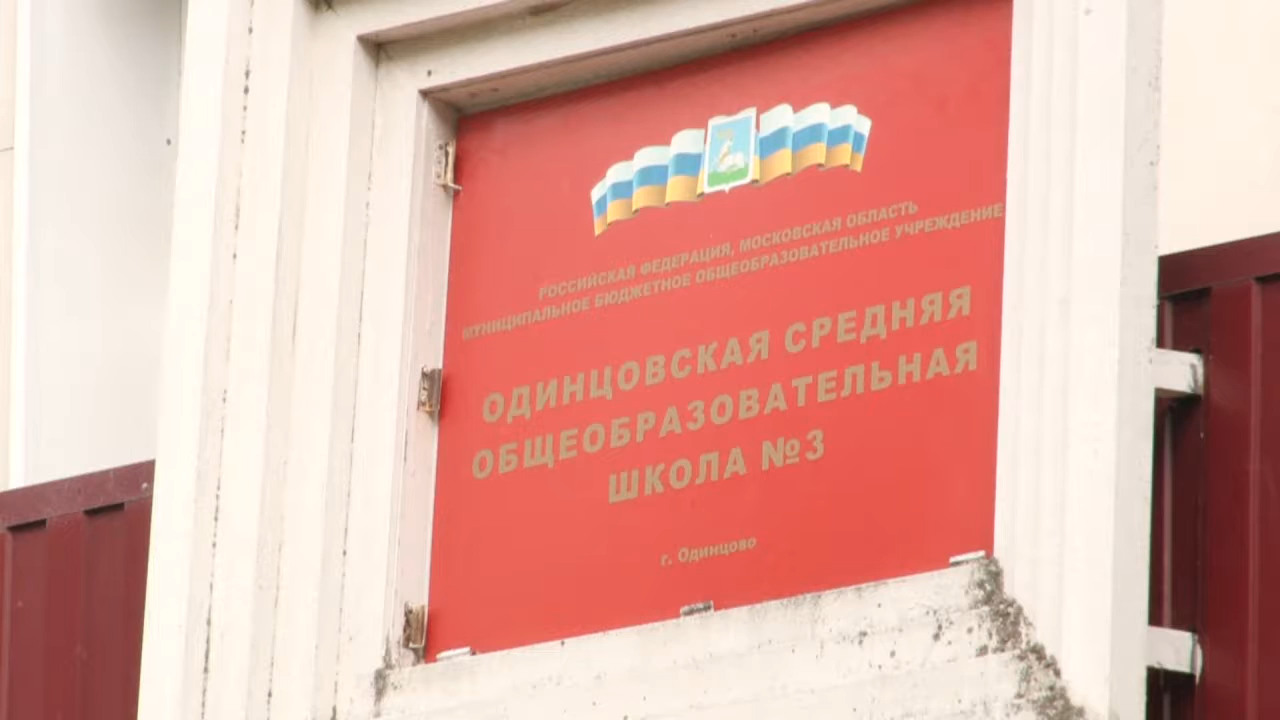 РОССИЙСКАЯ ФЕДЕРАЦИЯ, МОСКОВСКАЯ ОБЛАСТЬ
МУНИЦИПАЛЬНОЕ БЮДЖЕТНОЕ ОБЩЕОБРАЗОВАТЕЛЬНОЕ УЧРЕЖДЕНИЕ
ОДИНЦОВСКАЯ СРЕДНЯЯ
ОБЩЕОБРАЗОВАТЕЛЬНАЯ
ШКОЛА №3
г. Одинцово